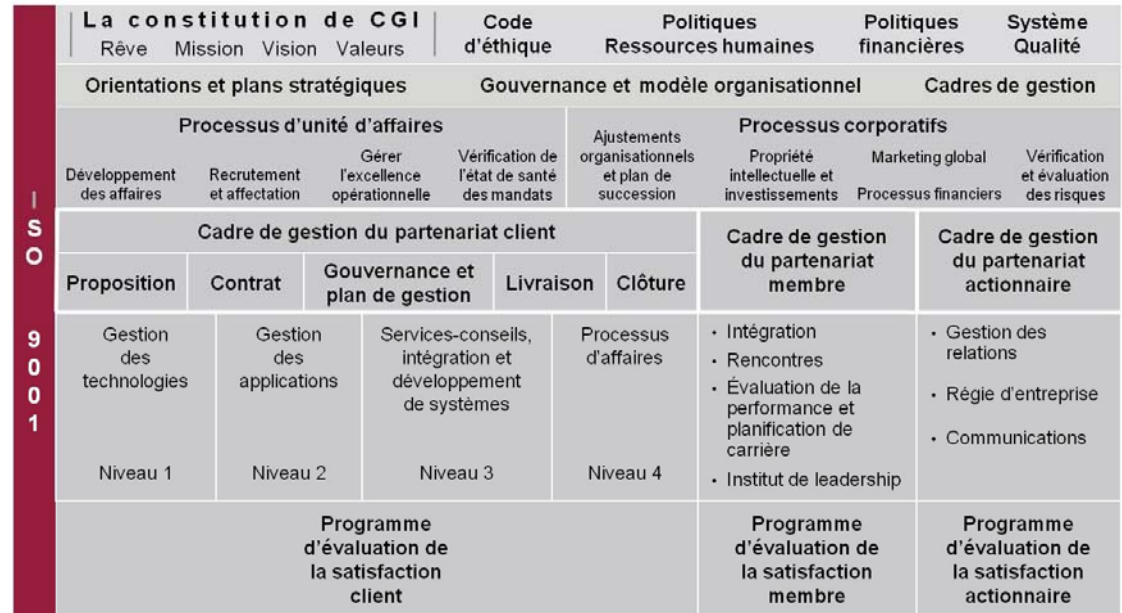 ISO 9001
La constitution de CGI
Rêve Mission Vision Valeurs
Code
d'éthique
Politiques
Ressources humaines
Politiques
financières
Système
Qualité
Orientations et plans stratégiques
Gouvernance et modèle organisationnel
Cadres de gestion
Processus d'unité d'affaires
Développement
des affaires
Recrutement
et affectation
Gérer
l'excellence
opérationnelle
Vérification de
l'état de santé
des mandats
Processus corporatifs
Ajustements
organisationnels
et plan de
succession
Propriété
intellectuelle et
investissements
Marketing global
Processus financiers
Vérification
et évaluation
des risques
Cadre de gestion du partenariat client
Proposition
Contrat
Gouvernance et
plan de gestion
Livraison
Clôture
Cadre de gestion
du partenariat
membre
Cadre de gestion
du partenariat
actionnaire
Gestion
des
technologies
Niveau 1
Gestion
des
applications
Niveau 2
Services-conseils,
intégration et
développement
de systèmes
Niveau 3
Processus
d'affaires
Niveau 4
• Intégration
• Rencontres
• Évaluation de la
performance et
planification de
carrière
• Institut de leadership
• Gestion des
relations
• Régie d'entreprise
• Communications
Programme
d'évaluation de
la satisfaction
client
Programme
d'évaluation de
la satisfaction
membre
Programme
d'évaluation de
la satisfaction
actionnaire